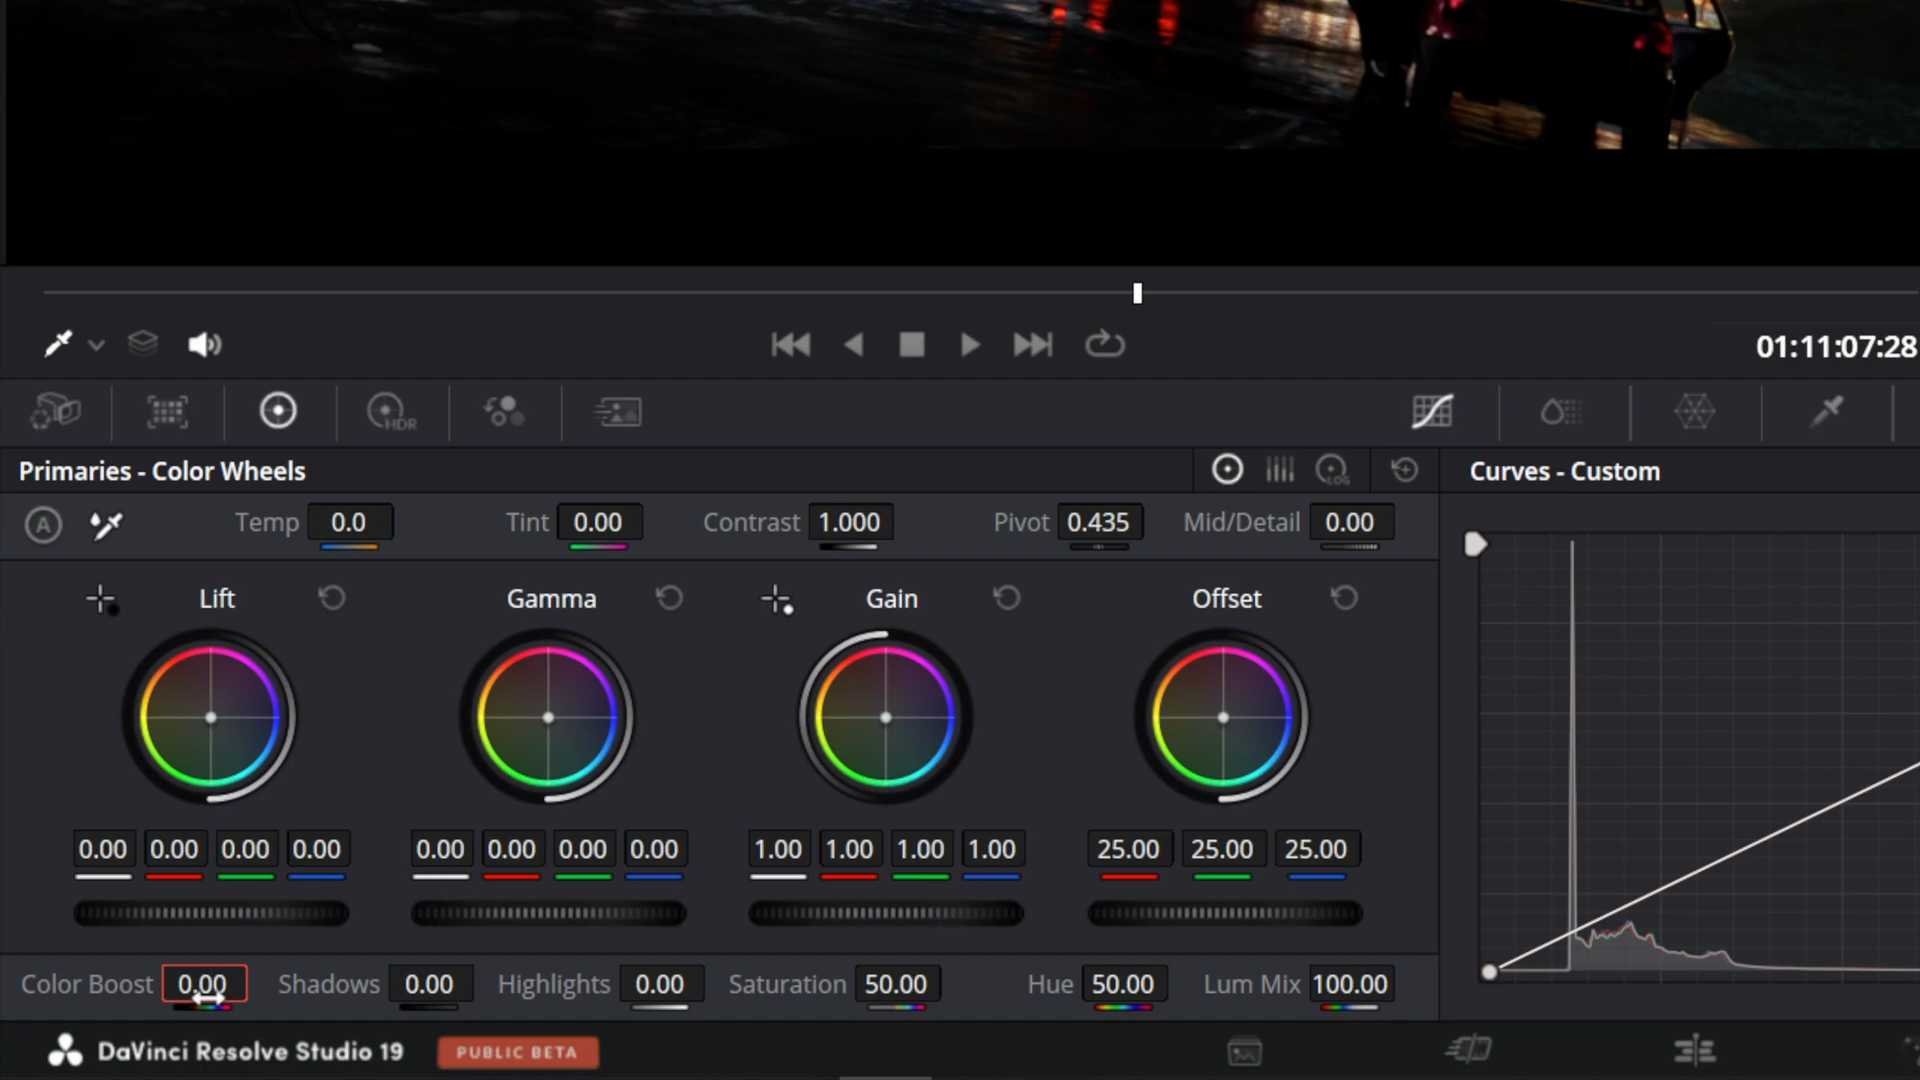 01:11:07:28
HDR
Primaries - Color Wheels
LOG
Curves - Custom
A
Temp 0.0 Tint 0.00 Contrast 1.000 Pivot 0.435 Mid/Detail 0.00
Lift Gamma Gain Offset
0.00 0.00 0.00 0.00 0.00 0.00 0.00 0.00 1.00 1.00 1.00 1.00 25.00 25.00 25.00
Color Boost 0.00 Shadows 0.00 Highlights 0.00 Saturation 50.00 Hue 50.00 Lum Mix 100.00
DaVinci Resolve Studio 19 PUBLIC BETA